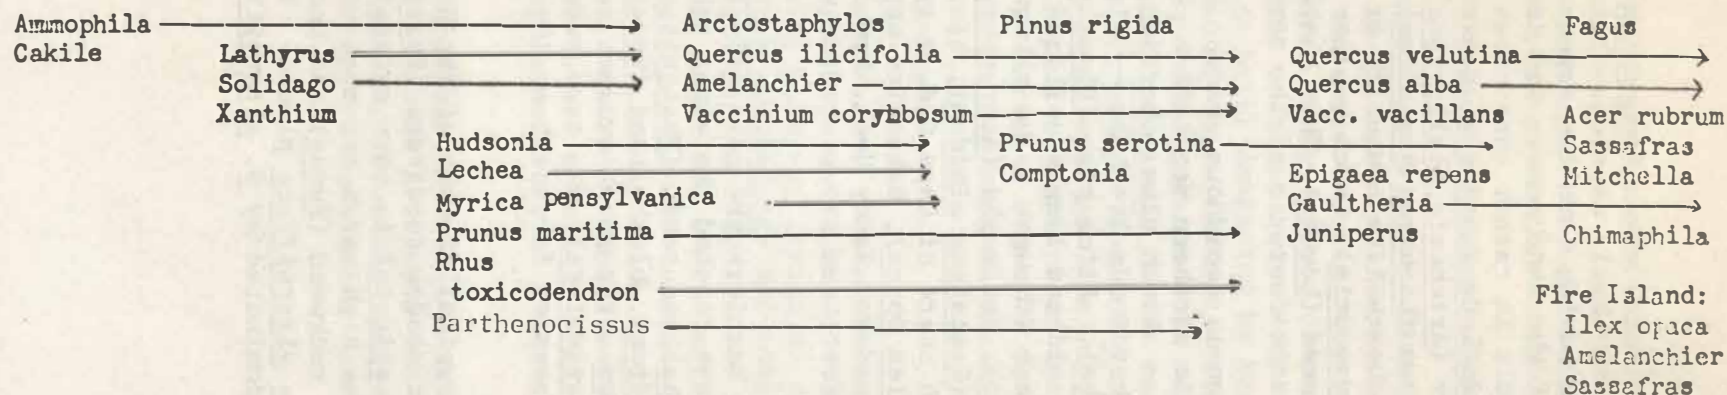 Ammophila → Arctostaphylos Pinus rigida Fagus
Cakile Lathyrus → Quercus ilicifolia → Quercus velutina →
Solidago → Amelanchier → Quercus alba →
Xanthium Vaccinium corymbosum → Vacc. vacillans Acer rubrum
Hudsonia → Prunus serotina → Sassafras
Lechea → Comptonia Epigaea repens Mitchella
Myrica pensylvanica → Gaultheria →
Prunus maritima → Juniperus Chimaphila
Rhus
toxicodendron → Fire Island:
Parthenocissus → Ilex opaca
Amelanchier
Sassafras